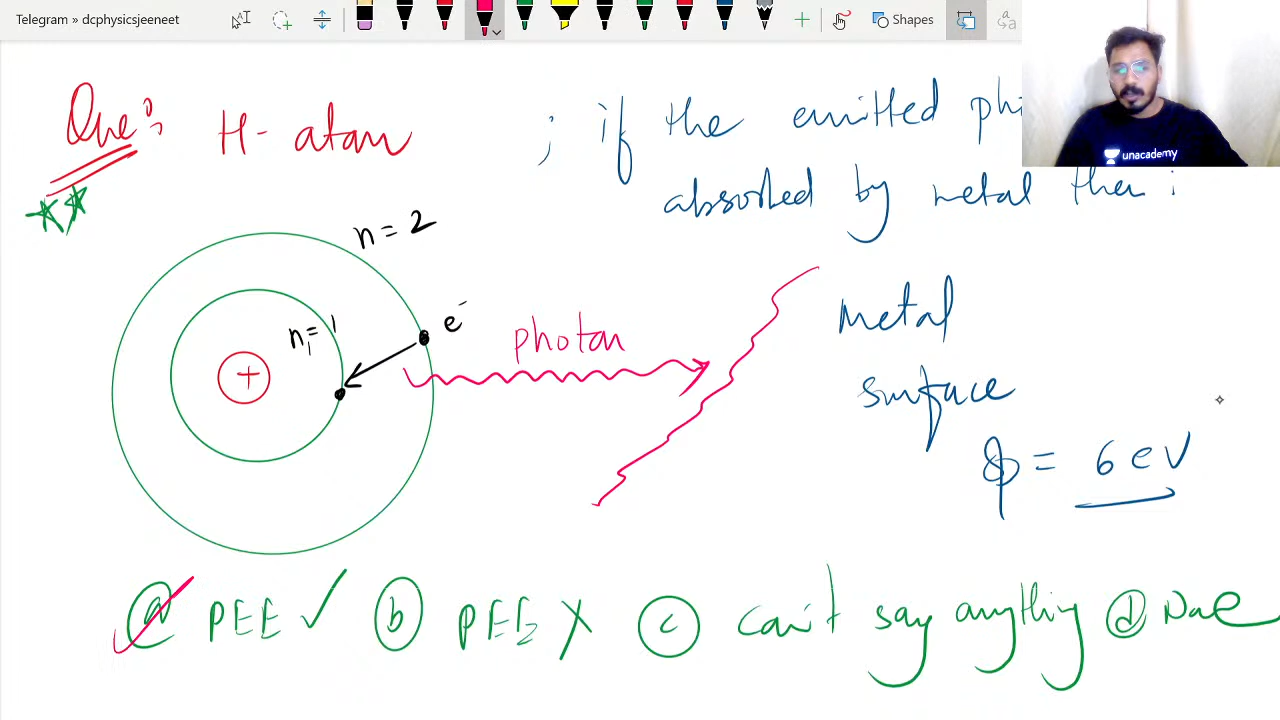 Telegram » dcphysicsjeeneet
Shapes
unacademy
Que:
H- atom
; if the emitted
absorbed by metal then :
n = 2
n₁= 1
e⁻
+
photon
metal
surface
ϕ = 6 eV
(a) PEE ✓ (b) PEE X (c) can't say anything (d) None